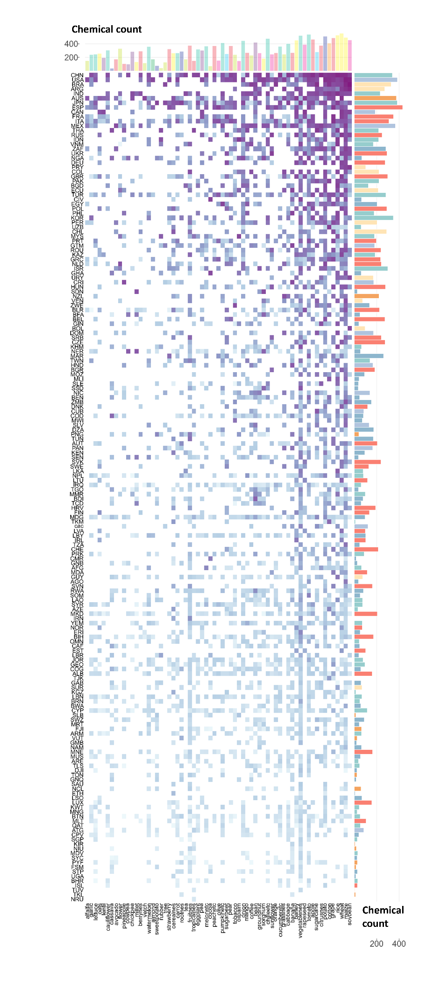 Chemical count
400
200
CHN
USA
BRA
ARG
IND
AUS
JPN
ESP
CAN
FRA
ITA
MEX
THA
RUS
IDN
VNM
ZAF
UKR
NGA
DEU
PRY
COL
GBR
PAK
BGD
ECU
TUR
CIV
EGY
POL
PHL
KOR
PER
UZB
CHL
MYS
PRT
GTM
ROU
KAZ
GRC
NLD
ISR
GHA
URY
CRI
HUN
SDN
NZL
VEN
ZWE
BLR
BFA
BEL
GIN
BOL
DOM
SRB
CZE
KHM
NER
MAR
TWN
HND
BGR
MOZ
MLI
SLE
SSD
NIC
BEN
ZMB
DNK
CUB
COD
MWI
SLV
DZA
PNG
TUN
AUT
PAN
KEN
SEN
SVK
SWE
LKA
NPL
LTU
IRQ
TGO
MMR
BDI
TCD
HRV
FIN
MDG
TKM
cac
LVA
LBY
IRL
TZA
CHE
PRK
CMR
GNB
AFG
MDA
GUY
AGO
SVN
RWA
SOM
LAO
SYR
AZE
MKD
IRN
YEM
NOR
ERI
BIH
OMN
CAF
EST
LBR
JOR
GEO
COG
ALB
TJK
GAB
SUR
KGZ
LBN
BRN
BWA
CYP
SLB
SWZ
MRT
FJI
ARM
VUT
GMB
NAM
MNE
MUS
ARE
TLS
DJI
TON
GNQ
SAU
NCL
ETH
LSO
LUX
KWT
MNG
BTN
MLT
QAT
ATG
CPV
SGP
KIR
NIU
MDV
SYC
PYF
FSM
STP
UGA
BHR
ISL
TUV
TKL
NRU
alfalfa
garlic
lettuce
oats
lentil
cauliflower
cassava
avocado
flower
pineapple
cowpea
chickpea
millet
berrynes
vetch
watermelon
almond
sweetpotato
rubber
tree
strawberry
cerealnes
carrot
rootnes
tea
fruitnes
tropicalnes
eggplant
pea
melonetc
cocoa
peachetc
olive
pumpkinetc
sugarbeet
pear
tobacco
oilpalm
onion
mango
coffee
bean
groundnut
sorghum
chilleetc
sunflower
orange
cucumberetc
grassnes
cabbage
banana
barley
vegetablenes
rapeseed
tomato
apple
sugarcane
citrusnes
potato
cotton
grape
rice
wheat
maize
soybean
Chemical
count
200 400